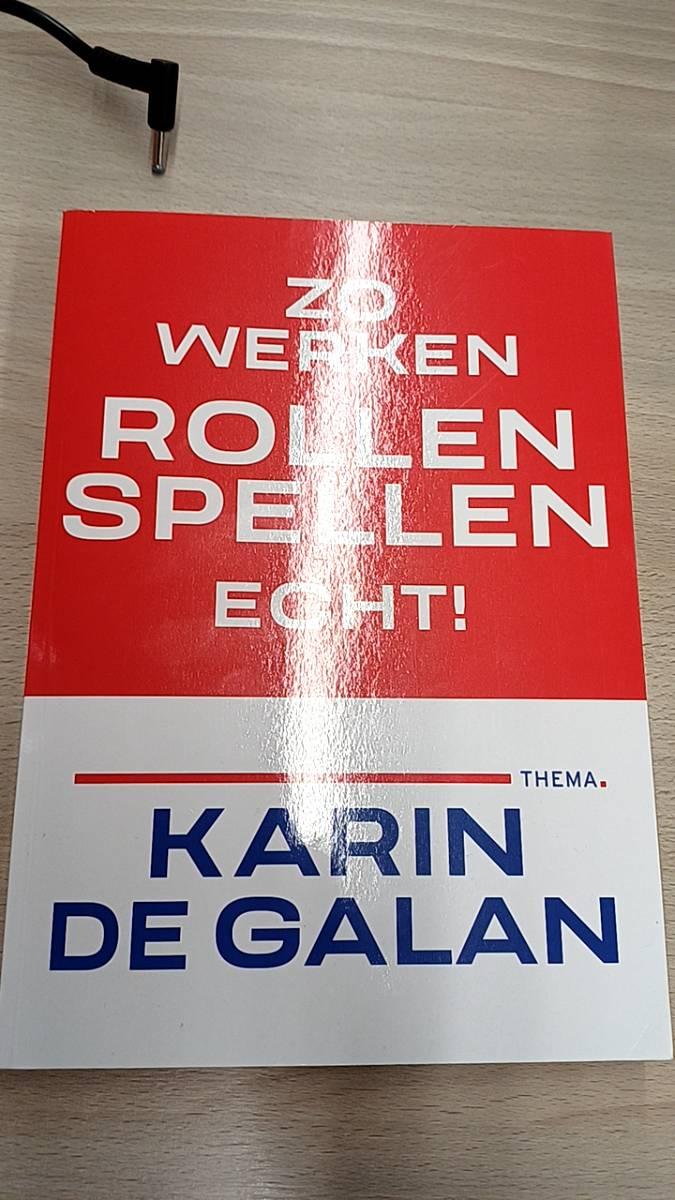 ZO
WERKEN
ROLLEN
SPELLEN
ECHT!
THEMA.
KARIN
DE GALAN